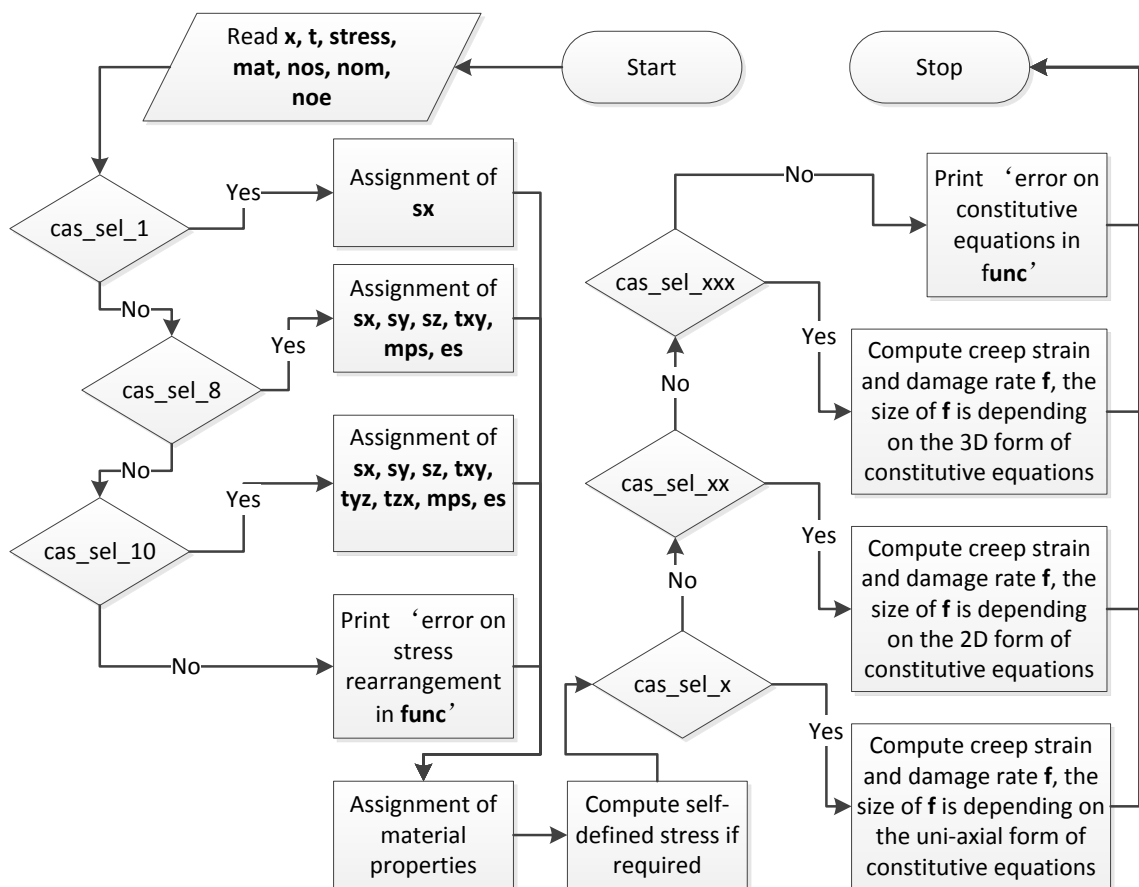 Read x, t, stress,
mat, nos, nom,
noe
Start
Stop
cas_sel_1
Yes
Assignment of
sx
No
cas_sel_8
Yes
Assignment of
sx, sy, sz, txy,
mps, es
No
cas_sel_10
Yes
Assignment of
sx, sy, sz, txy,
tyz, tzx, mps, es
No
Print ‘error on
stress
rearrangement
in func’
Assignment of
material
properties
Compute self-
defined stress if
required
cas_sel_x
Yes
Compute creep strain
and damage rate f, the
size of f is depending on
the uni-axial form of
constitutive equations
No
cas_sel_xx
Yes
Compute creep strain
and damage rate f, the
size of f is depending
on the 2D form of
constitutive equations
No
cas_sel_xxx
Yes
Compute creep strain
and damage rate f, the
size of f is depending
on the 3D form of
constitutive equations
No
Print ‘error on
constitutive
equations in
func’